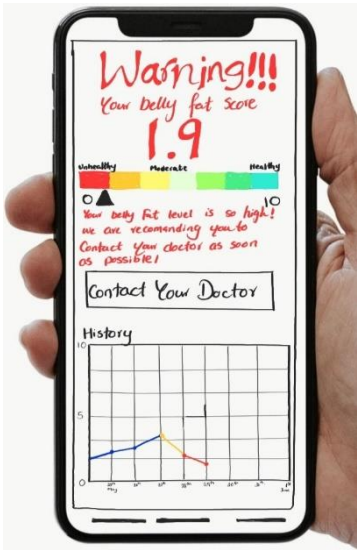 Warning!!!
Your belly fat score
1.9
Unhealthy Moderate Healthy
0 10
Your belly Fat level is so high!
we are recomanding you to
Contact your doctor as soon
as possible!
Contact Your Doctor
History
10
5
0